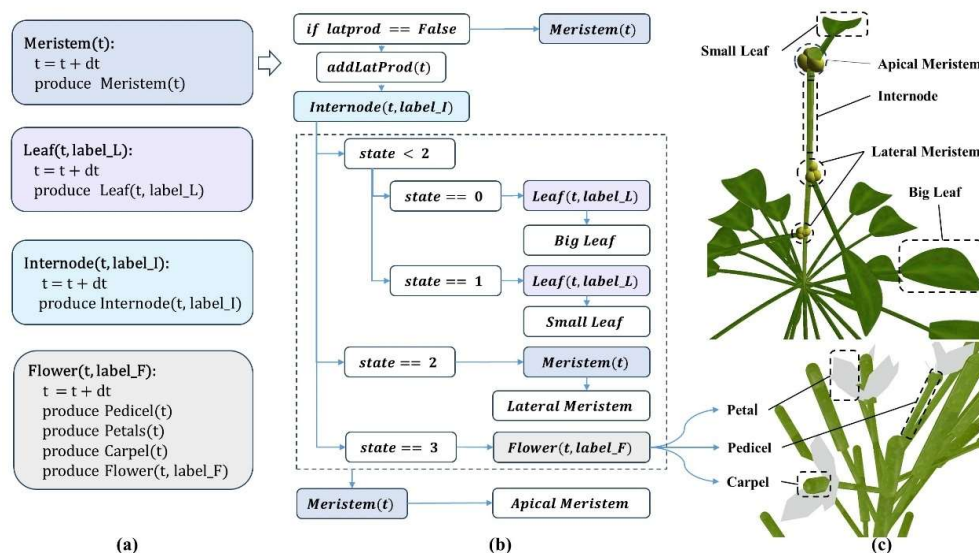 Meristem(t):
t = t + dt
produce Meristem(t)
Leaf(t, label_L):
t = t + dt
produce Leaf(t, label_L)
Internode(t, label_I):
t = t + dt
produce Internode(t, label_I)
Flower(t, label_F):
t = t + dt
produce Pedicel(t)
produce Petals(t)
produce Carpel(t)
produce Flower(t, label_F)
(a)
if latprod == False
Meristem(t)
addLatProd(t)
Internode(t, label_I)
state < 2
state == 0
Leaf(t, label_L)
Big Leaf
state == 1
Leaf(t, label_L)
Small Leaf
state == 2
Meristem(t)
Lateral Meristem
state == 3
Flower(t, label_F)
Meristem(t)
Apical Meristem
(b)
Small Leaf
Apical Meristem
Internode
Lateral Meristem
Big Leaf
Petal
Pedicel
Carpel
(c)